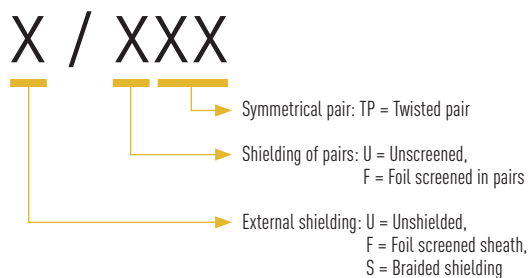 X / XXX
Symmetrical pair: TP = Twisted pair
Shielding of pairs: U = Unscreened,
F = Foil screened in pairs
External shielding: U = Unshielded,
F = Foil screened sheath,
S = Braided shielding